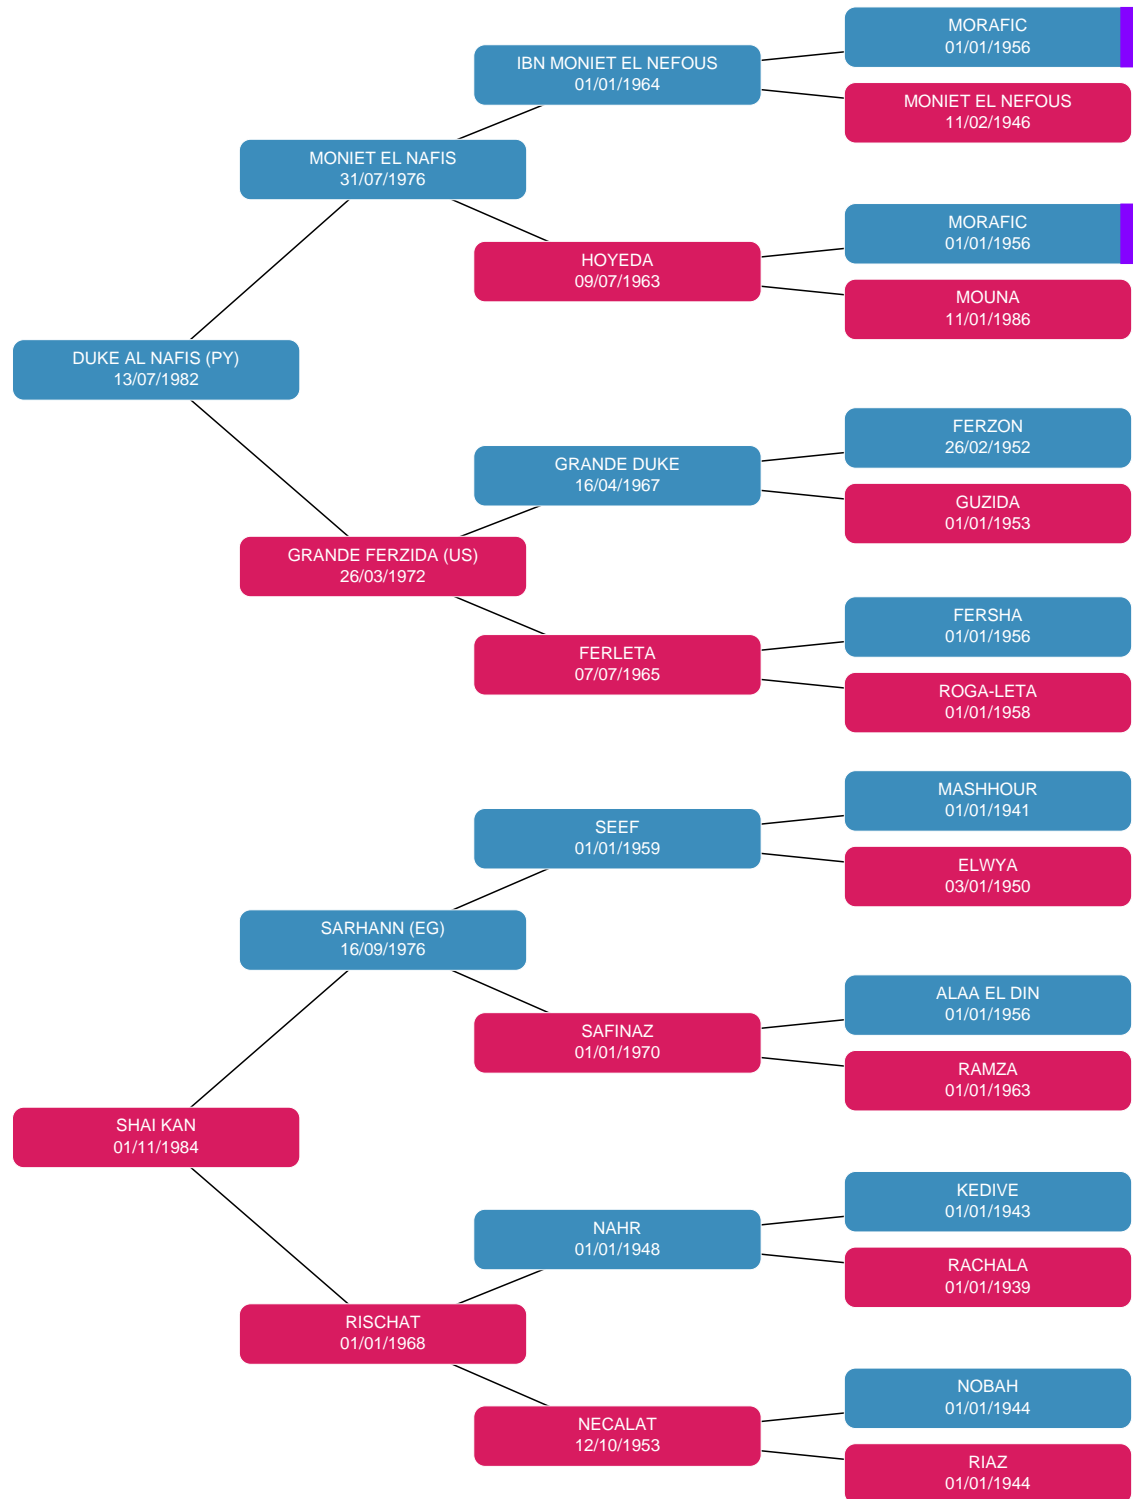 MORAFIC
01/01/1956
IBN MONIET EL NEFOUS
01/01/1964
MONIET EL NEFOUS
11/02/1946
MONIET EL NAFIS
31/07/1976
MORAFIC
01/01/1956
HOYEDA
09/07/1963
MOUNA
11/01/1986
DUKE AL NAFIS (PY)
13/07/1982
FERZON
26/02/1952
GRANDE DUKE
16/04/1967
GUZIDA
01/01/1953
GRANDE FERZIDA (US)
26/03/1972
FERSHA
01/01/1956
FERLETA
07/07/1965
ROGA-LETA
01/01/1958
MASHHOUR
01/01/1941
SEEF
01/01/1959
ELWYA
03/01/1950
SARHANN (EG)
16/09/1976
ALAA EL DIN
01/01/1956
SAFINAZ
01/01/1970
RAMZA
01/01/1963
SHAI KAN
01/11/1984
KEDIVE
01/01/1943
NAHR
01/01/1948
RACHALA
01/01/1939
RISCHAT
01/01/1968
NOBAH
01/01/1944
NECALAT
12/10/1953
RIAZ
01/01/1944